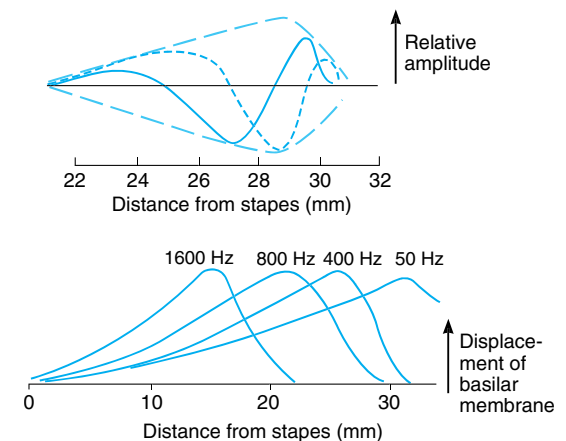 Relative
amplitude
22 24 26 28 30 32
Distance from stapes (mm)
1600 Hz 800 Hz 400 Hz 50 Hz
Displace-
ment of
basilar
membrane
0 10 20 30
Distance from stapes (mm)